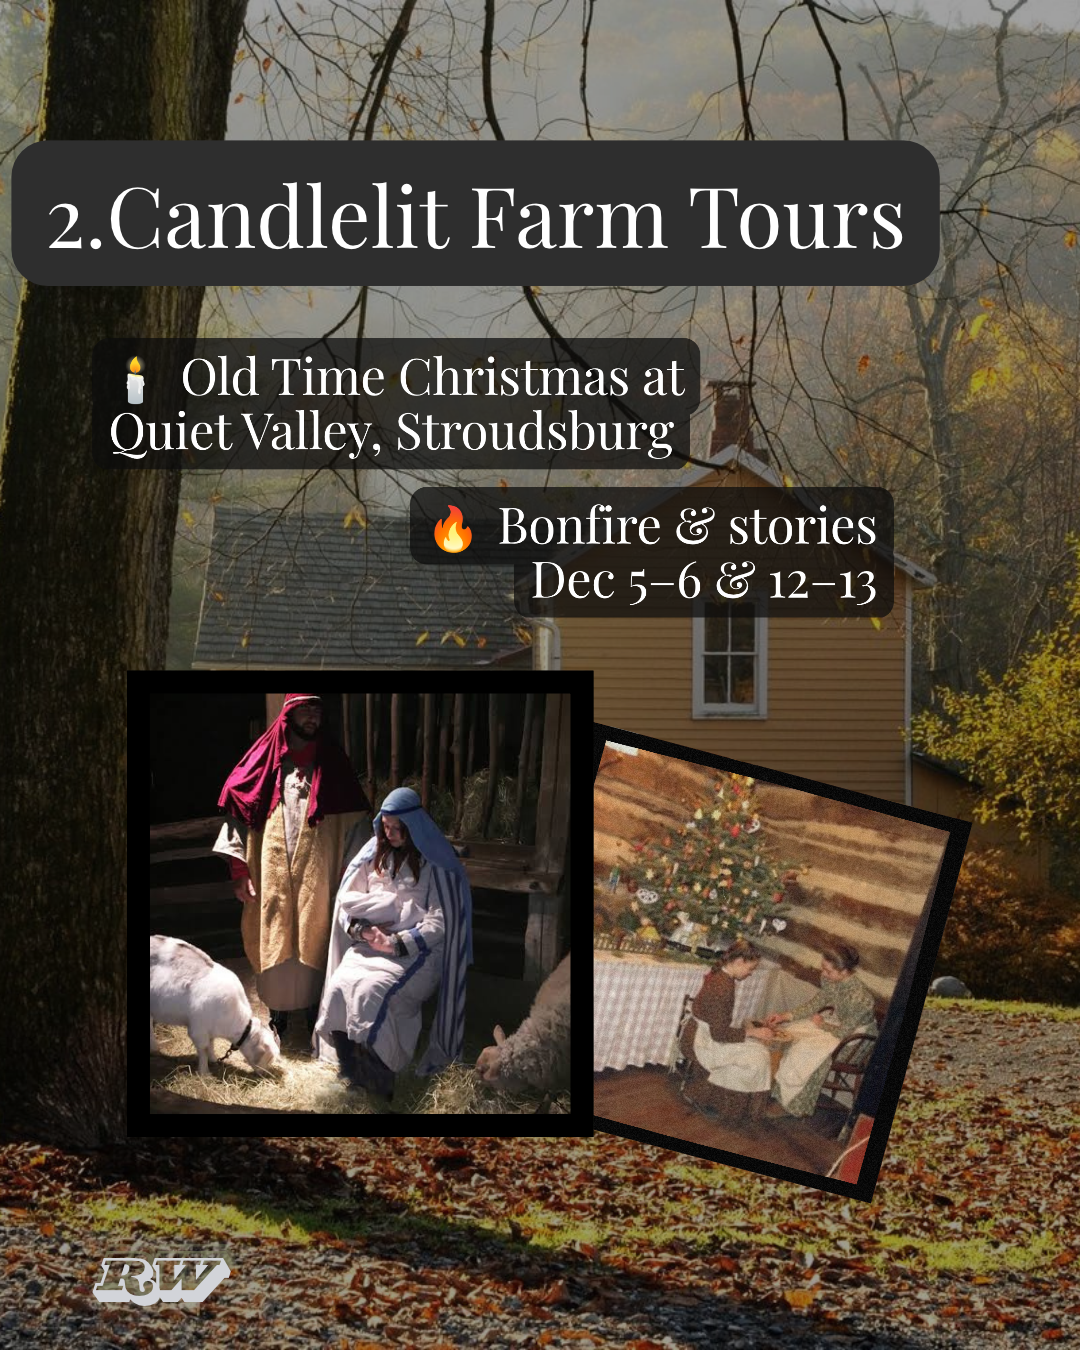 2.Candlelit Farm Tours
🕯️ Old Time Christmas at
Quiet Valley, Stroudsburg
🔥 Bonfire & stories
Dec 5–6 & 12–13
RW